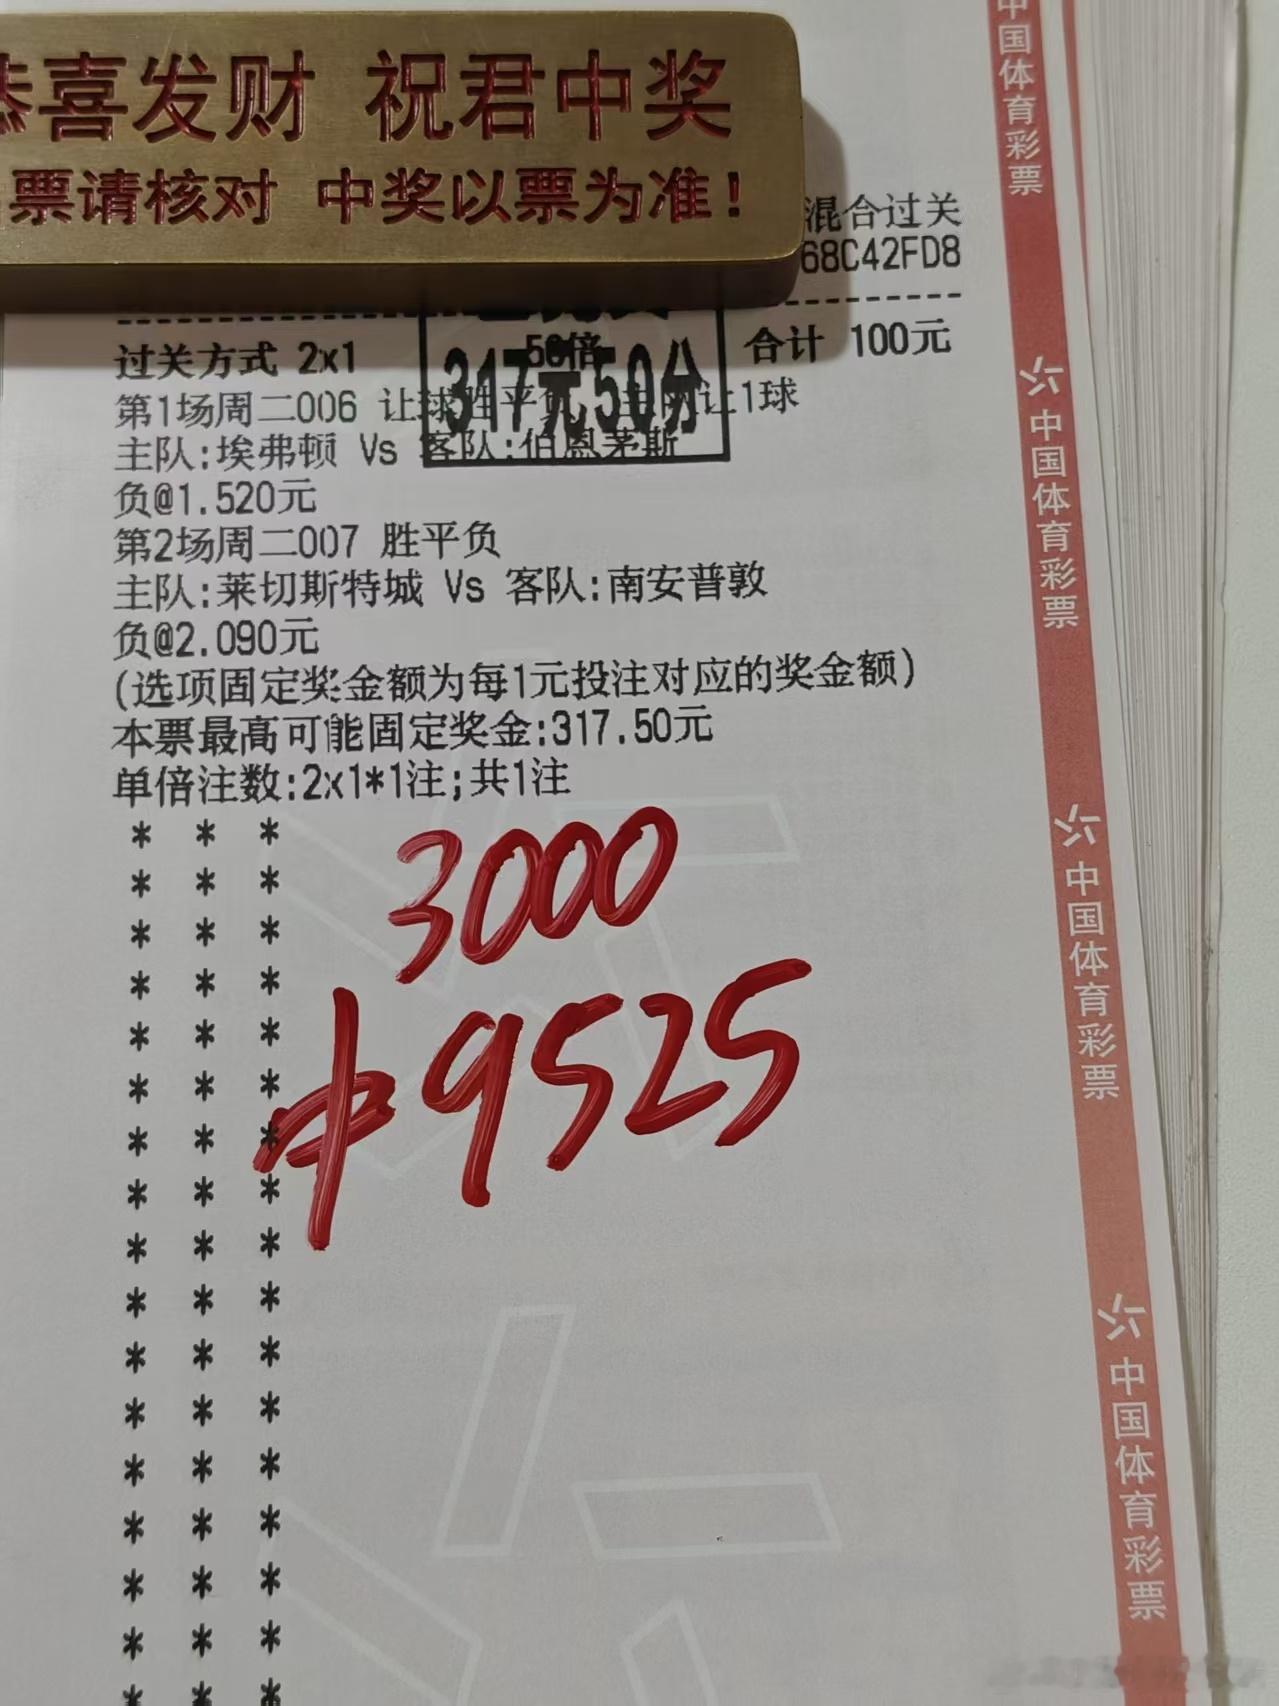 恭喜发财 祝君中奖
票请核对 中奖以票为准！
混合过关
68C42FD8
过关方式 2x1
50倍
合计 100元
317元50分
第1场周二006 让球胜平负 主队让1球
主队:埃弗顿 Vs 客队:伯恩茅斯
负@1.520元
第2场周二007 胜平负
主队:莱切斯特城 Vs 客队:南安普敦
负@2.090元
(选项固定奖金额为每1元投注对应的奖金额)
本票最高可能固定奖金:317.50元
单倍注数:2x1*1注;共1注
3000
中9525
中国体育彩票
中国体育彩票
中国体育彩票
中国体育彩票